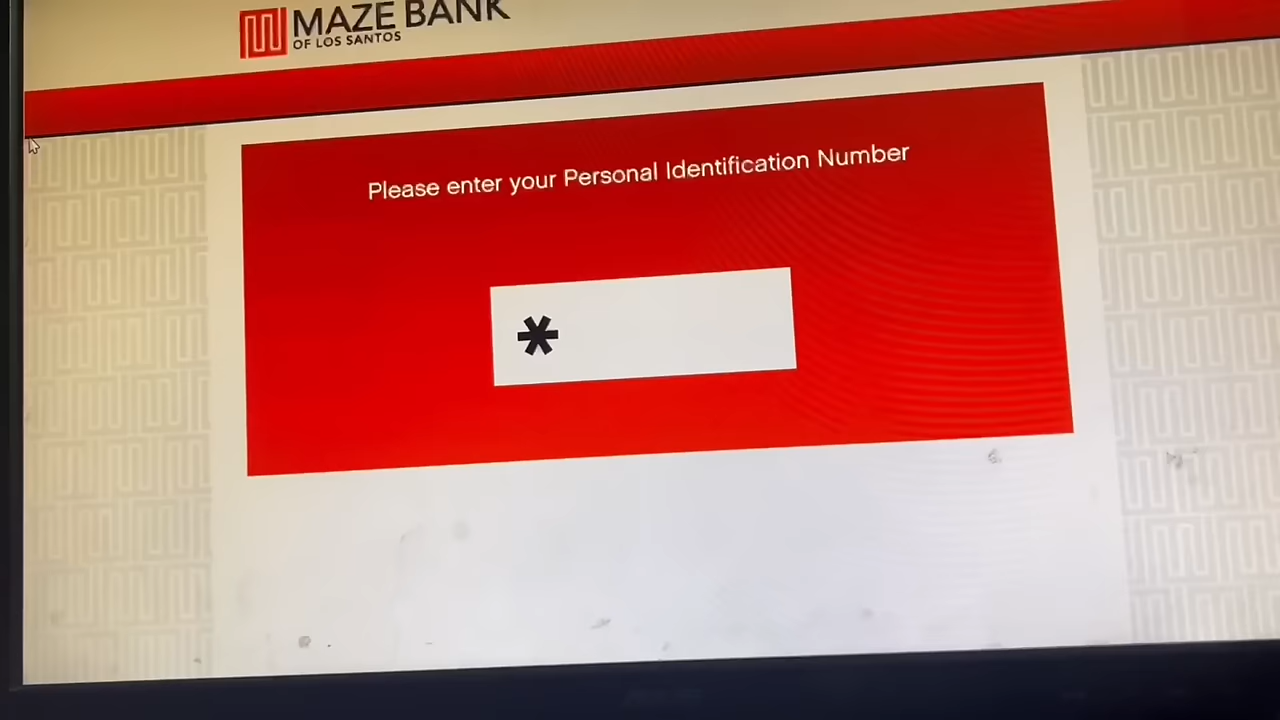 MAZE BANK
OF LOS SANTOS
Please enter your Personal Identification Number
*